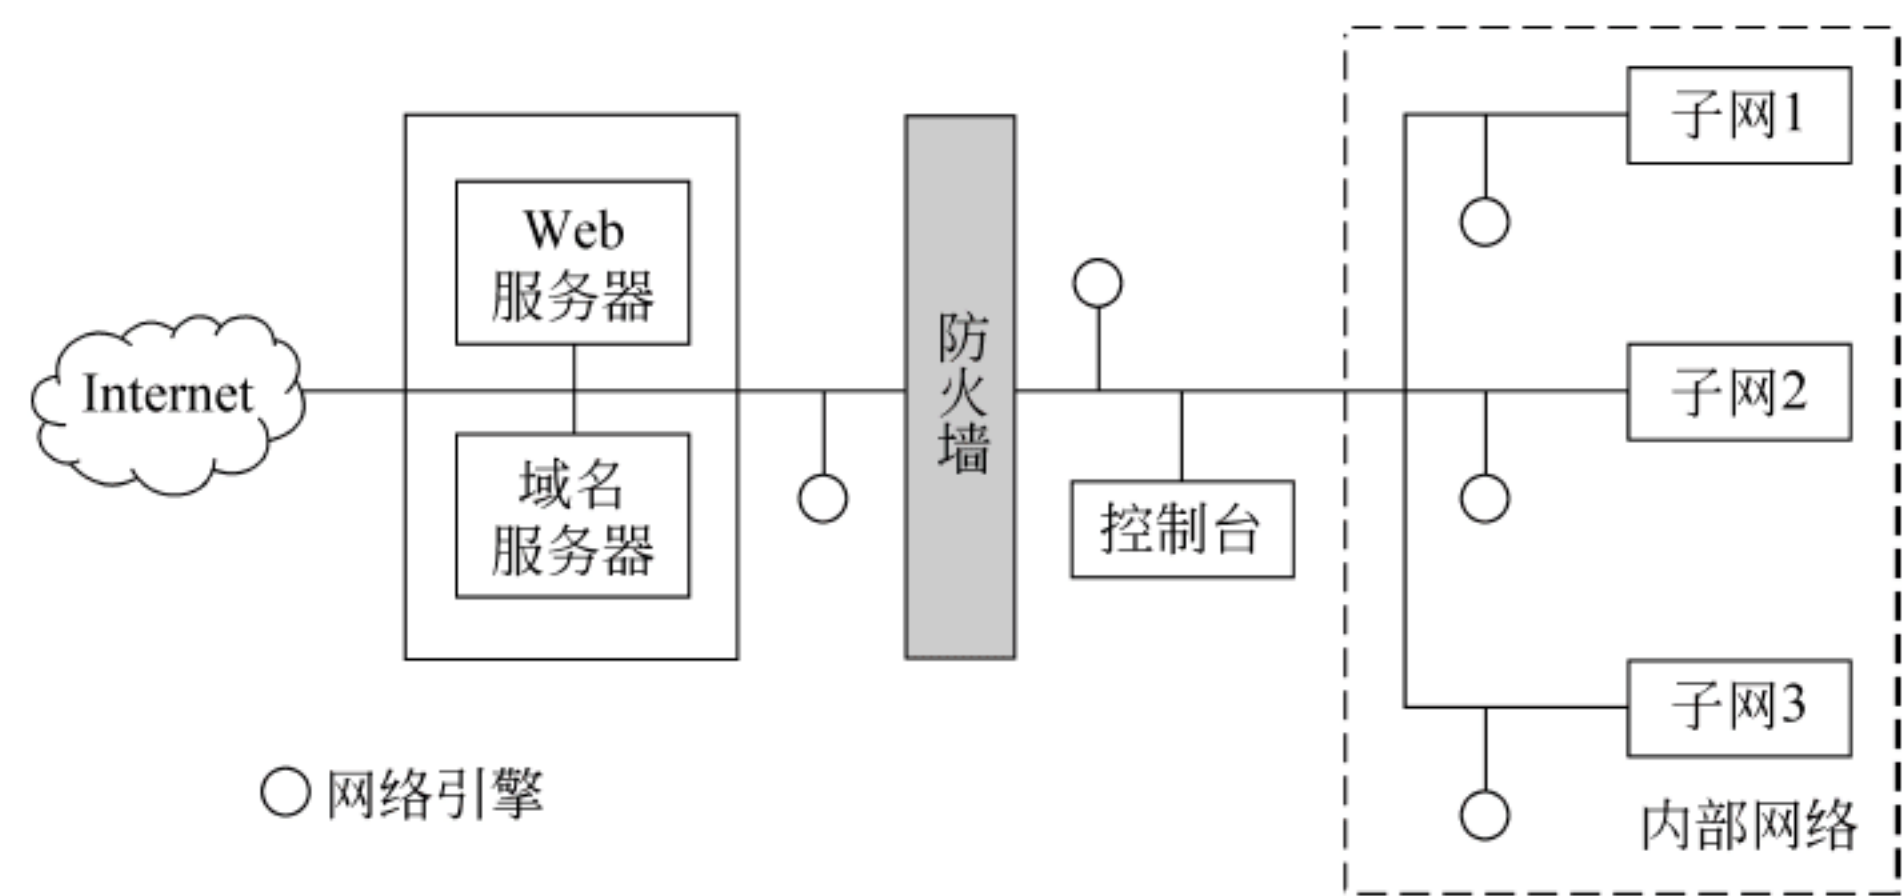 Internet
Web
服务器
域名
服务器
防
火
墙
控制台
子网1
子网2
子网3
内部网络
网络引擎